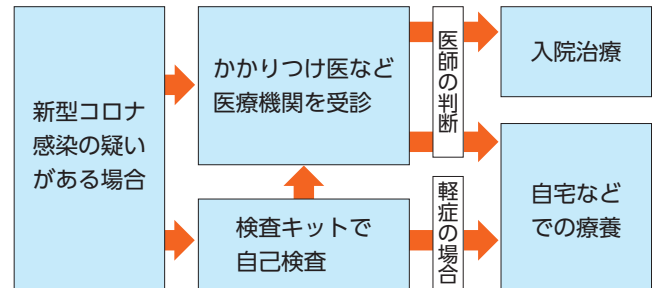 新型コロナ
感染の疑い
がある場合
かかりつけ医など
医療機関を受診
検査キットで
自己検査
医師の判断
軽症の場合
入院治療
自宅など
での療養